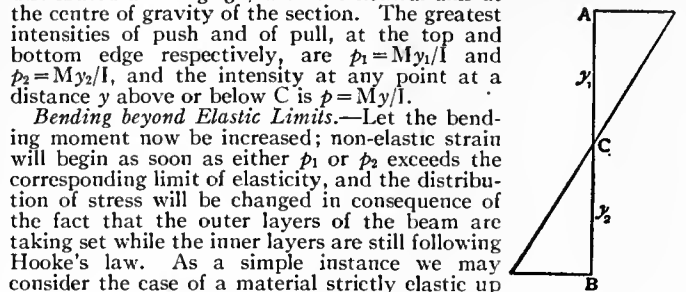 the centre of gravity of the section. The greatest
intensities of push and of pull, at the top and
bottom edge respectively, are p₁=My₁/I and
p₂=My₂/I, and the intensity at any point at a
distance y above or below C is p=My/I.
Bending beyond Elastic Limits.—Let the bend-
ing moment now be increased; non-elastic strain
will begin as soon as either p₁ or p₂ exceeds the
corresponding limit of elasticity, and the distribu-
tion of stress will be changed in consequence of
the fact that the outer layers of the beam are
taking set while the inner layers are still following
Hooke's law. As a simple instance we may
consider the case of a material strictly elastic up
A
y₁
C
y₂
B